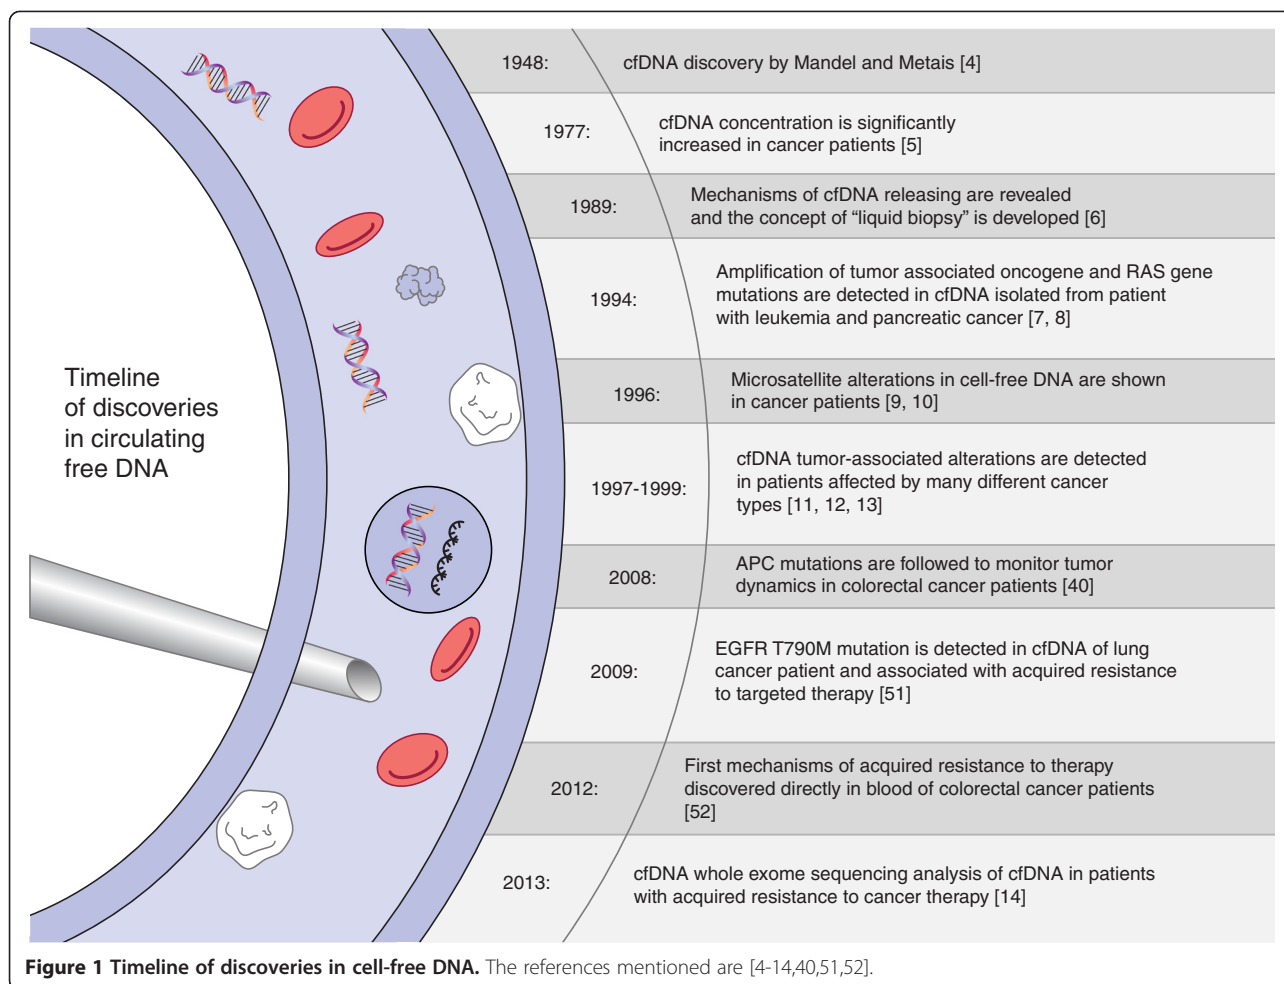 Timeline
of discoveries
in circulating
free DNA
1948: cfDNA discovery by Mandel and Metais [4]
1977: cfDNA concentration is significantly
increased in cancer patients [5]
1989: Mechanisms of cfDNA releasing are revealed
and the concept of “liquid biopsy” is developed [6]
1994: Amplification of tumor associated oncogene and RAS gene
mutations are detected in cfDNA isolated from patient
with leukemia and pancreatic cancer [7, 8]
1996: Microsatellite alterations in cell-free DNA are shown
in cancer patients [9, 10]
1997-1999: cfDNA tumor-associated alterations are detected
in patients affected by many different cancer
types [11, 12, 13]
2008: APC mutations are followed to monitor tumor
dynamics in colorectal cancer patients [40]
2009: EGFR T790M mutation is detected in cfDNA of lung
cancer patient and associated with acquired resistance
to targeted therapy [51]
2012: First mechanisms of acquired resistance to therapy
discovered directly in blood of colorectal cancer patients
[52]
2013: cfDNA whole exome sequencing analysis of cfDNA in patients
with acquired resistance to cancer therapy [14]
Figure 1 Timeline of discoveries in cell-free DNA. The references mentioned are [4-14,40,51,52].